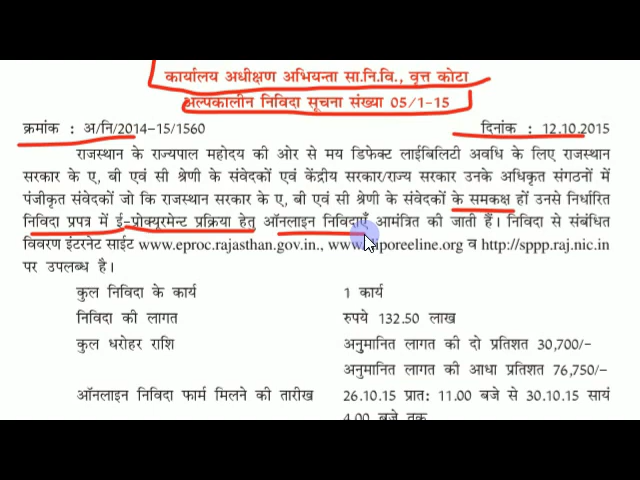 कार्यालय अधीक्षण अभियन्ता सा.नि.वि., वृत्त कोटा
अल्पकालीन निविदा सूचना संख्या 05/1-15
क्रमांक : अ/नि/2014-15/1560 दिनांक : 12.10.2015
राजस्थान के राज्यपाल महोदय की ओर से मय डिफेक्ट लाईबिलिटी अवधि के लिए राजस्थान
सरकार के ए, बी एवं सी श्रेणी के संवेदकों एवं केंद्रीय सरकार/राज्य सरकार उनके अधिकृत संगठनों में
पंजीकृत संवेदकों जो कि राजस्थान सरकार के ए, बी एवं सी श्रेणी के संवेदकों के समकक्ष हों उनसे निर्धारित
निविदा प्रपत्र में ई-प्रोक्यूरमेन्ट प्रक्रिया हेतु ऑनलाइन निविदाएँ आमंत्रित की जाती हैं। निविदा से संबंधित
विवरण इंटरनेट साईट www.eproc.rajasthan.gov.in., व http://sppp.raj.nic.in
पर उपलब्ध है।
कुल निविदा के कार्य 1 कार्य
निविदा की लागत रुपये 132.50 लाख
कुल धरोहर राशि अनुमानित लागत की दो प्रतिशत 30,700/-
अनुमानित लागत की आधा प्रतिशत 76,750/-
ऑनलाइन निविदा फार्म मिलने की तारीख 26.10.15 प्रात: 11.00 बजे से 30.10.15 सायं
4.00 बजे तक